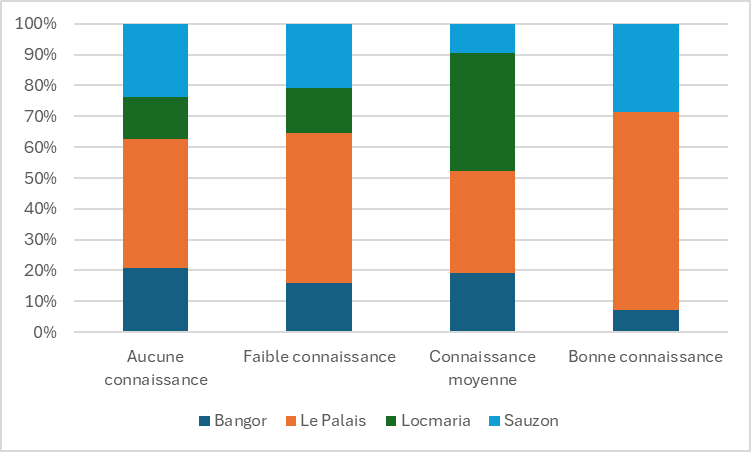 100%
90%
80%
70%
60%
50%
40%
30%
20%
10%
0%
Aucune
connaissance
Faible connaissance
Connaissance
moyenne
Bonne connaissance
Bangor Le Palais Locmaria Sauzon